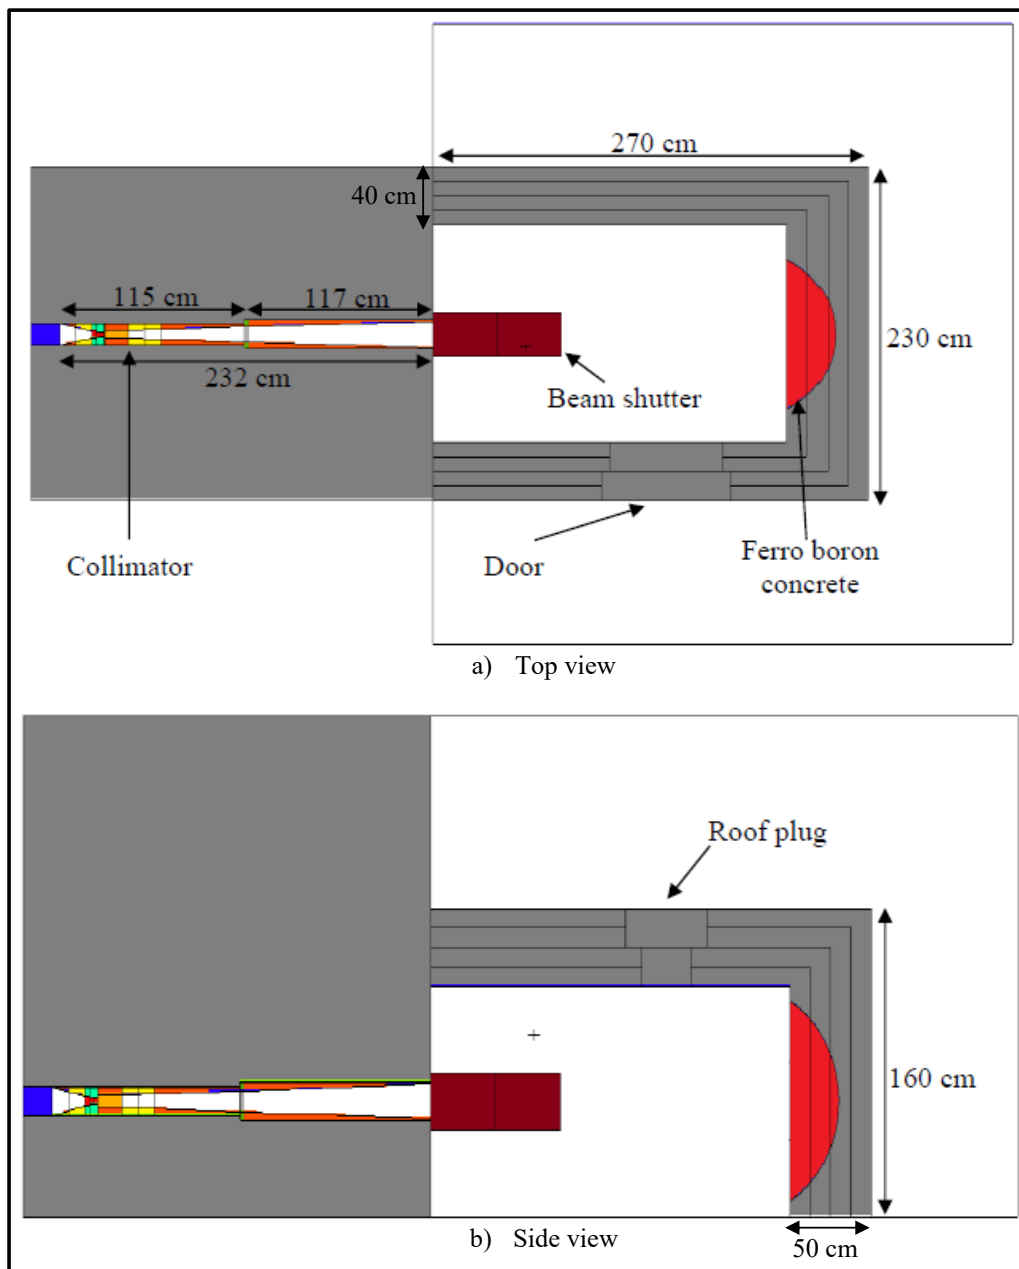 270 cm
40 cm
115 cm
117 cm
230 cm
232 cm
Beam shutter
Collimator
Door
Ferro boron
concrete
a) Top view
Roof plug
160 cm
b) Side view
50 cm